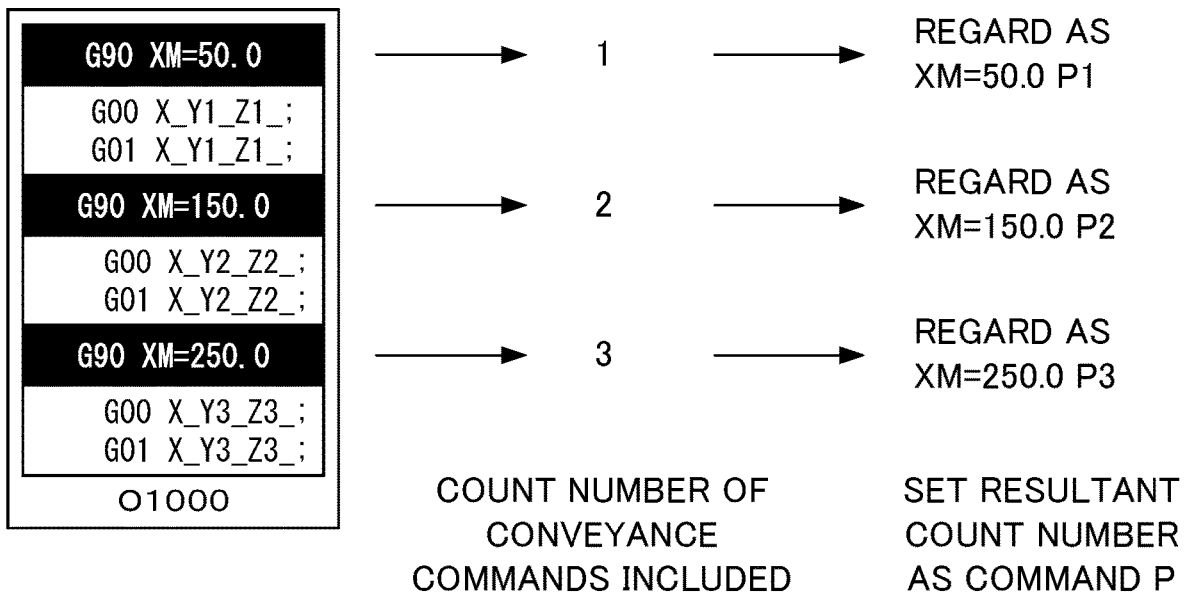 G90 XM=50.0
G00 X_Y1_Z1_;
G01 X_Y1_Z1_;
G90 XM=150.0
G00 X_Y2_Z2_;
G01 X_Y2_Z2_;
G90 XM=250.0
G00 X_Y3_Z3_;
G01 X_Y3_Z3_;
O1000
1
2
3
COUNT NUMBER OF
CONVEYANCE
COMMANDS INCLUDED
REGARD AS
XM=50.0 P1
REGARD AS
XM=150.0 P2
REGARD AS
XM=250.0 P3
SET RESULTANT
COUNT NUMBER
AS COMMAND P